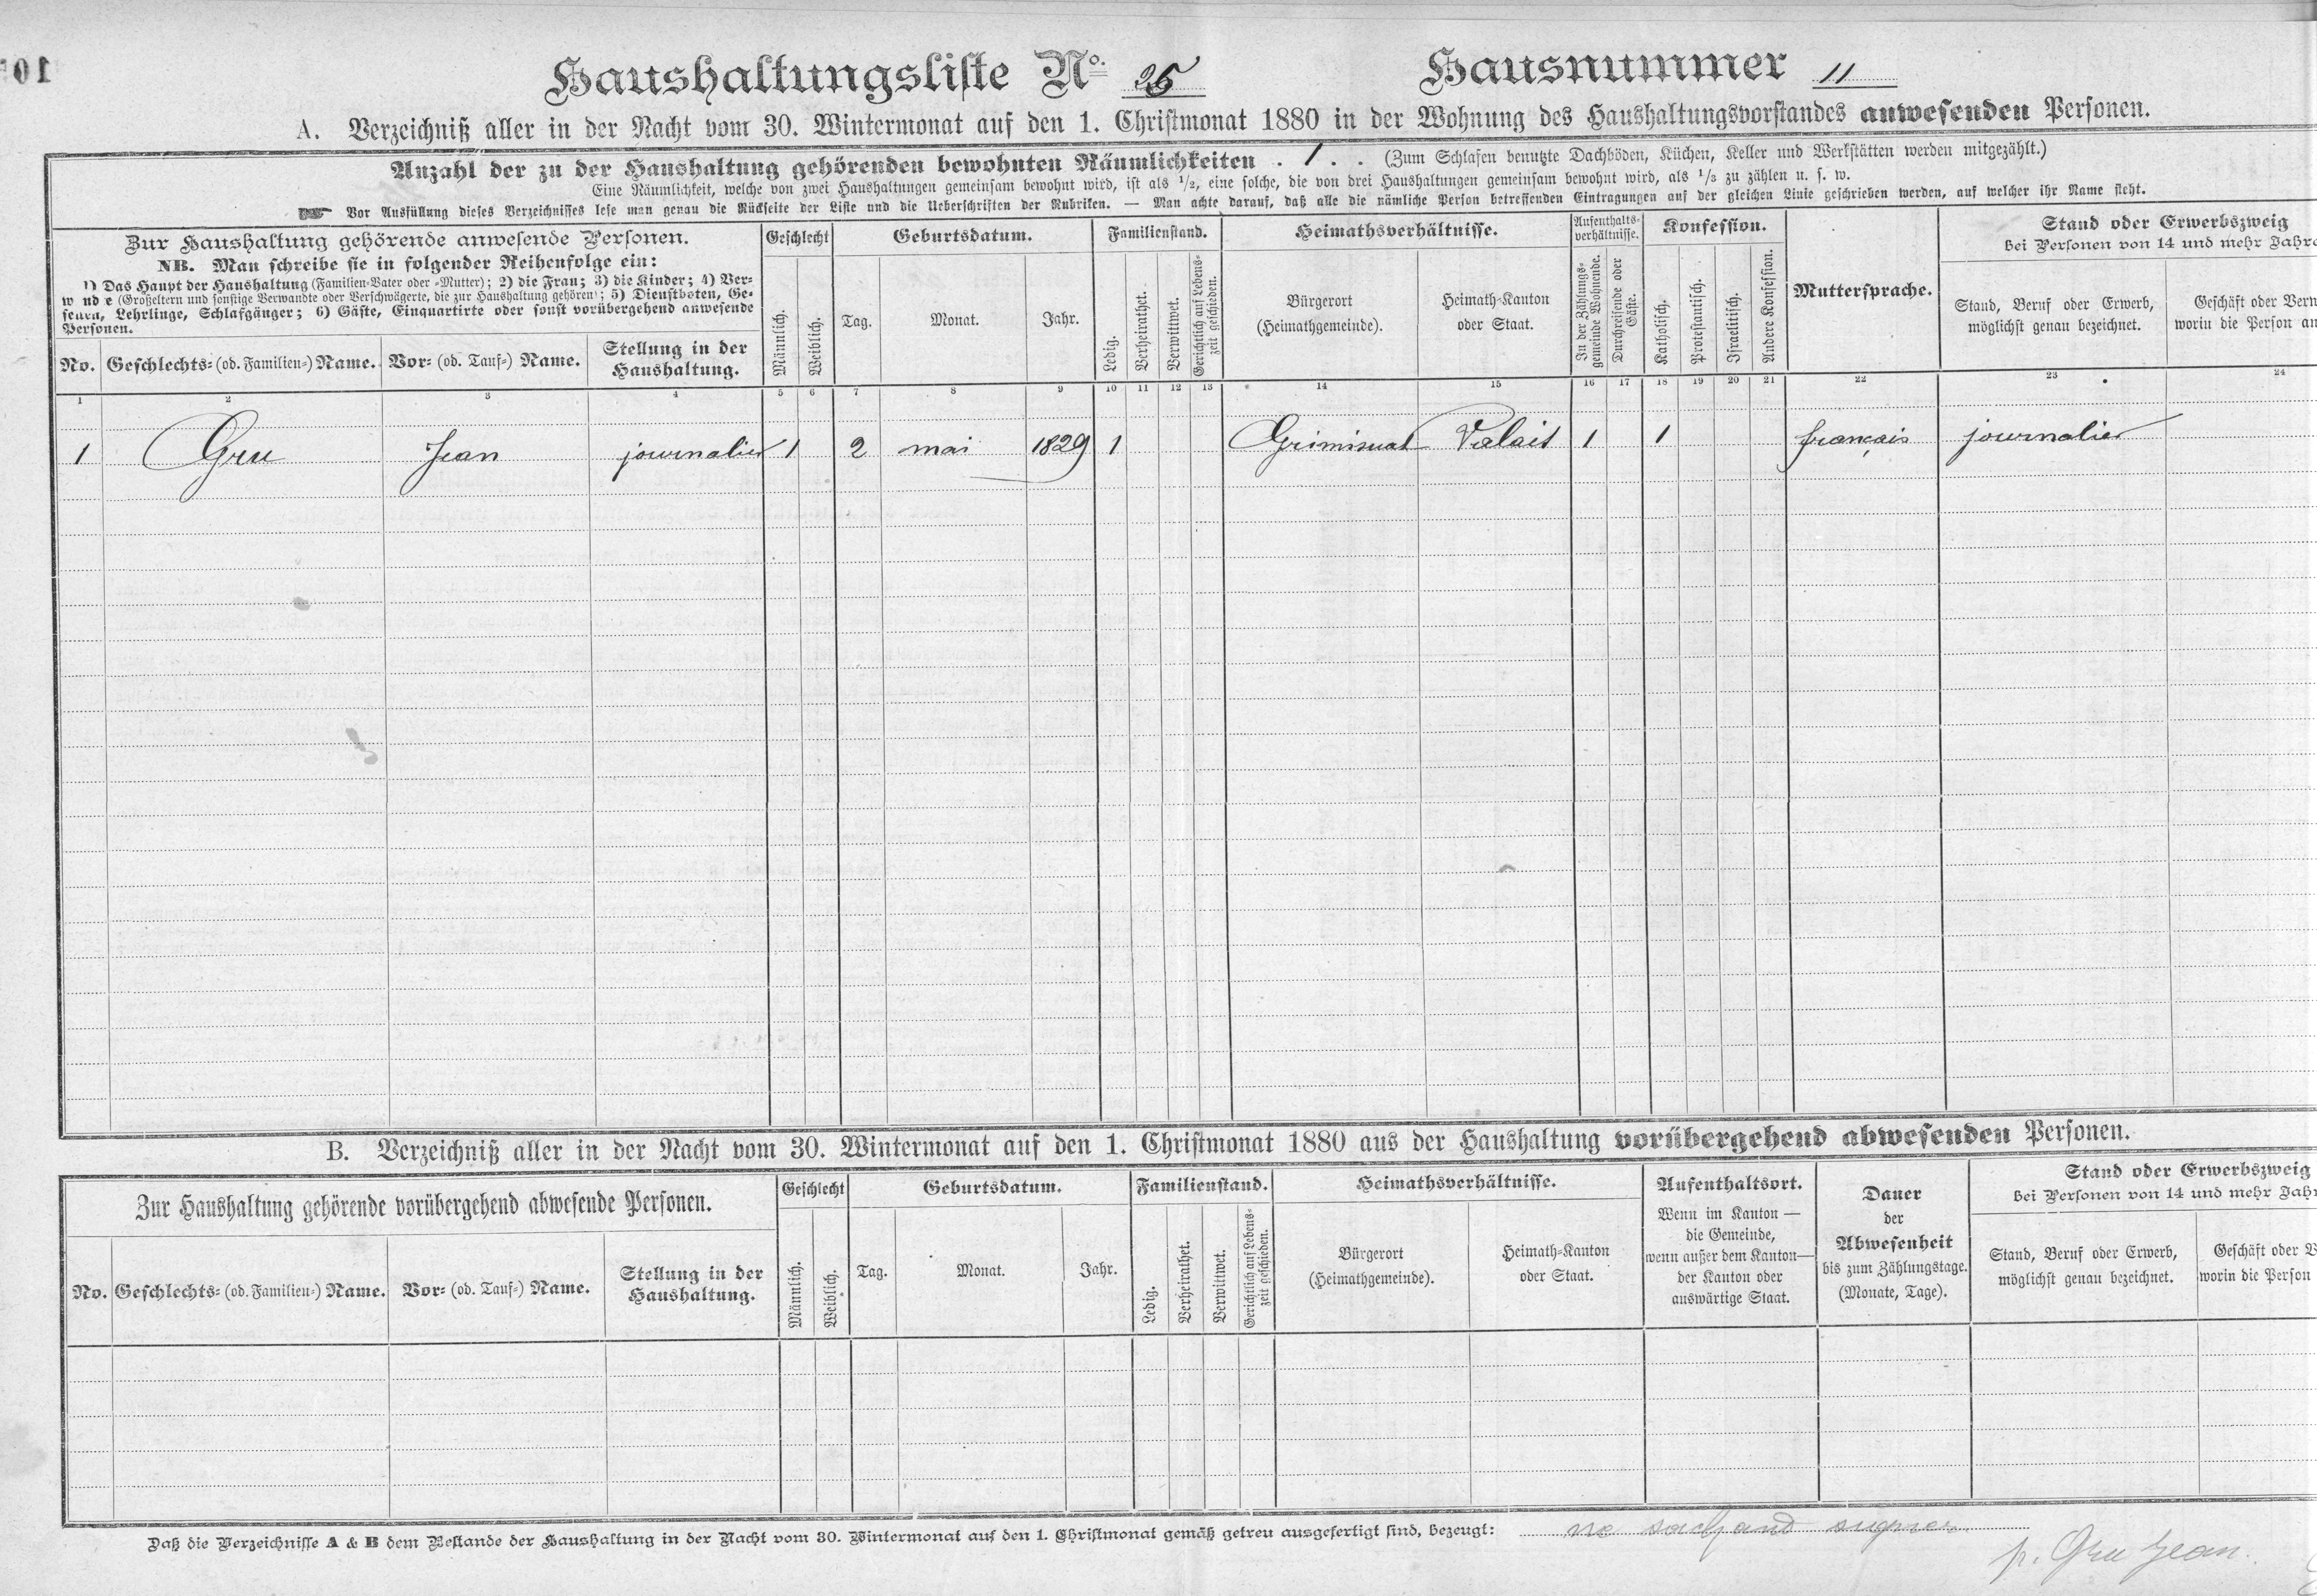 Haushaltungsliste No. 26 Hausnummer 11
A. Verzeichniß aller in der Nacht vom 30. Wintermonat auf den 1. Christmonat 1880 in der Wohnung des Haushaltungsvorstandes anwesenden Personen.
Anzahl der zu der Haushaltung gehörenden bewohnten Räumlichkeiten . 1 . . (Zum Schlafen benutzte Dachböden, Küchen, Keller und Werkstätten werden mitgezählt.)
Eine Räumlichkeit, welche von zwei Haushaltungen gemeinsam bewohnt wird, ist als 1/2, eine solche, die von drei Haushaltungen gemeinsam bewohnt wird, als 1/3 zu zählen u. s. w.
Vor Ausfüllung dieses Verzeichnisses lese man genau die Rückseite der Liste und die Ueberschriften der Rubriken. — Man achte darauf, daß alle die nämliche Person betreffenden Eintragungen auf der gleichen Linie geschrieben werden, auf welcher ihr Name steht.
Zur Haushaltung gehörende anwesende Personen.
NB. Man schreibe sie in folgender Reihenfolge ein:
1) Das Haupt der Haushaltung (Familien-Vater oder -Mutter); 2) die Frau; 3) die Kinder; 4) Ver-
w nd e (Großeltern und sonstige Verwandte oder Verschwägerte, die zur Haushaltung gehören); 5) Dienstboten, Ge-
sellen, Lehrlinge, Schlafgänger; 6) Gäste, Einquartirte oder sonst vorübergehend anwesende
Personen.
No. Geschlechts- (od. Familien-) Name. Vor- (od. Tauf-) Name. Stellung in der
Haushaltung.
Geschlecht
Männlich. Weiblich.
Geburtsdatum.
Tag. Monat. Jahr.
Familienstand.
Ledig. Verheirathet. Verwittwet. Gerichtlich auf Lebens-
zeit geschieden.
Heimathsverhältnisse.
Bürgerort
(Heimathgemeinde).
Heimath-Kanton
oder Staat.
Aufenthalts-
verhältnisse.
In der Zählungs-
gemeinde Wohnende.
Durchreisende oder
Gäste.
Konfession.
Katholisch. Protestantisch. Israelitisch. Andere Konfession.
Muttersprache.
Stand oder Erwerbszweig
bei Personen von 14 und mehr Jahre
Stand, Beruf oder Erwerb,
möglichst genau bezeichnet.
Geschäft oder Verw
worin die Person an
1 2 3 4 5 6 7 8 9 10 11 12 13 14 15 16 17 18 19 20 21 22 23 24
1 Gru Jean journalier 1 2 mai 1829 1 Grimisuat Valais 1 1 français journalier
B. Verzeichniß aller in der Nacht vom 30. Wintermonat auf den 1. Christmonat 1880 aus der Haushaltung vorübergehend abwesenden Personen.
Zur Haushaltung gehörende vorübergehend abwesende Personen.
No. Geschlechts- (od. Familien-) Name. Vor- (od. Tauf-) Name. Stellung in der
Haushaltung.
Geschlecht
Männlich. Weiblich.
Geburtsdatum.
Tag. Monat. Jahr.
Familienstand.
Ledig. Verheirathet. Verwittwet. Gerichtlich auf Lebens-
zeit geschieden.
Heimathsverhältnisse.
Bürgerort
(Heimathgemeinde).
Heimath-Kanton
oder Staat.
Aufenthaltsort.
Wenn im Kanton —
die Gemeinde,
wenn außer dem Kanton—
der Kanton oder
auswärtige Staat.
Dauer
der
Abwesenheit
bis zum Zählungstage.
(Monate, Tage).
Stand oder Erwerbszweig
bei Personen von 14 und mehr Jahr
Stand, Beruf oder Erwerb,
möglichst genau bezeichnet.
Geschäft oder V
worin die Person
Daß die Verzeichnisse A & B dem Bestande der Haushaltung in der Nacht vom 30. Wintermonat auf den 1. Christmonat gemäß getreu ausgefertigt sind, bezeugt: ne sachant signer
p. Gru Jean.